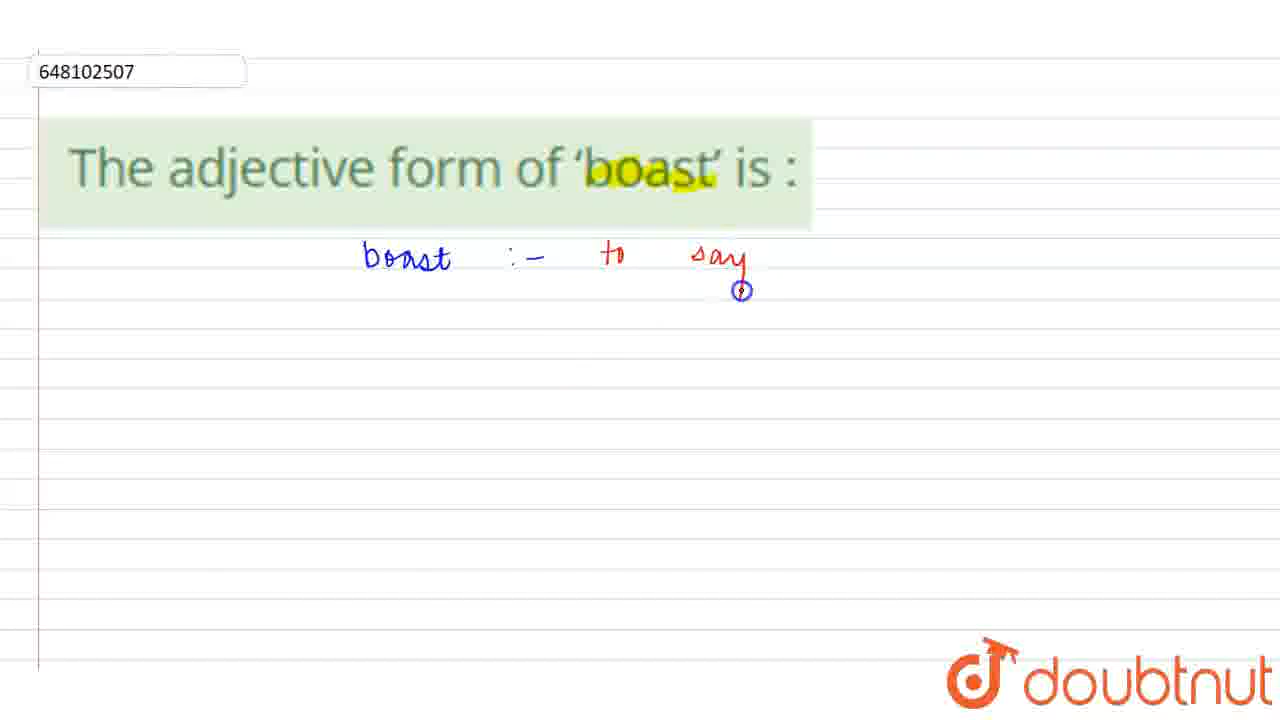 648102507
The adjective form of ‘boast’ is :
boast :- to say
doubtnut